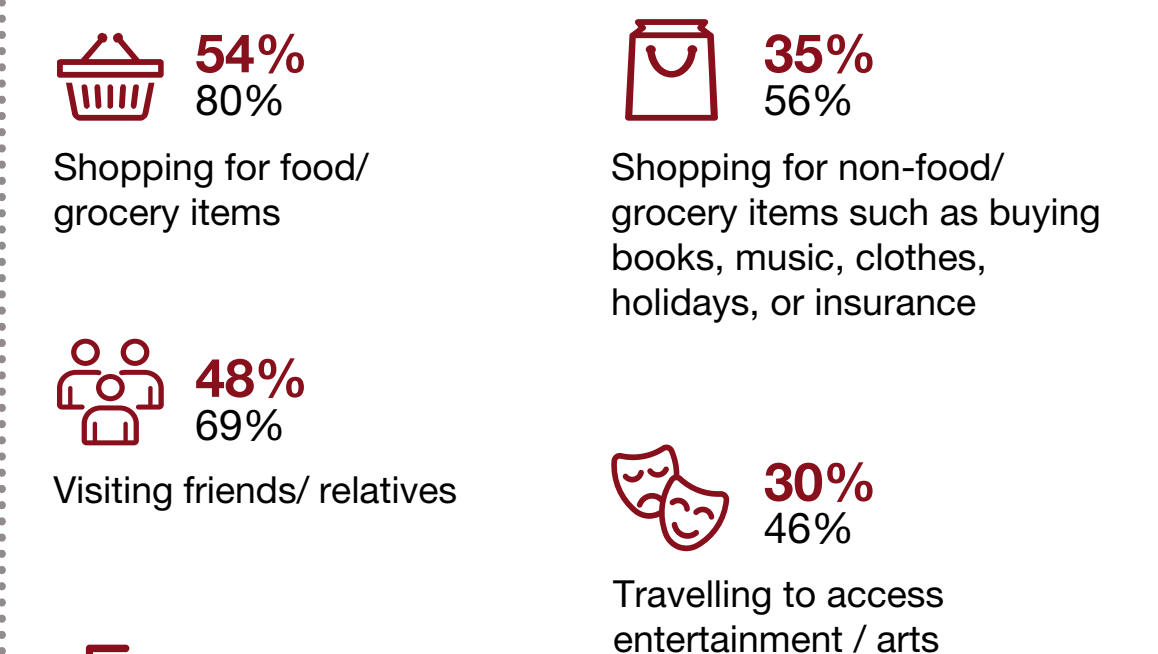 54%
80%
Shopping for food/
grocery items
48%
69%
Visiting friends/ relatives
35%
56%
Shopping for non-food/
grocery items such as buying
books, music, clothes,
holidays, or insurance
30%
46%
Travelling to access
entertainment / arts